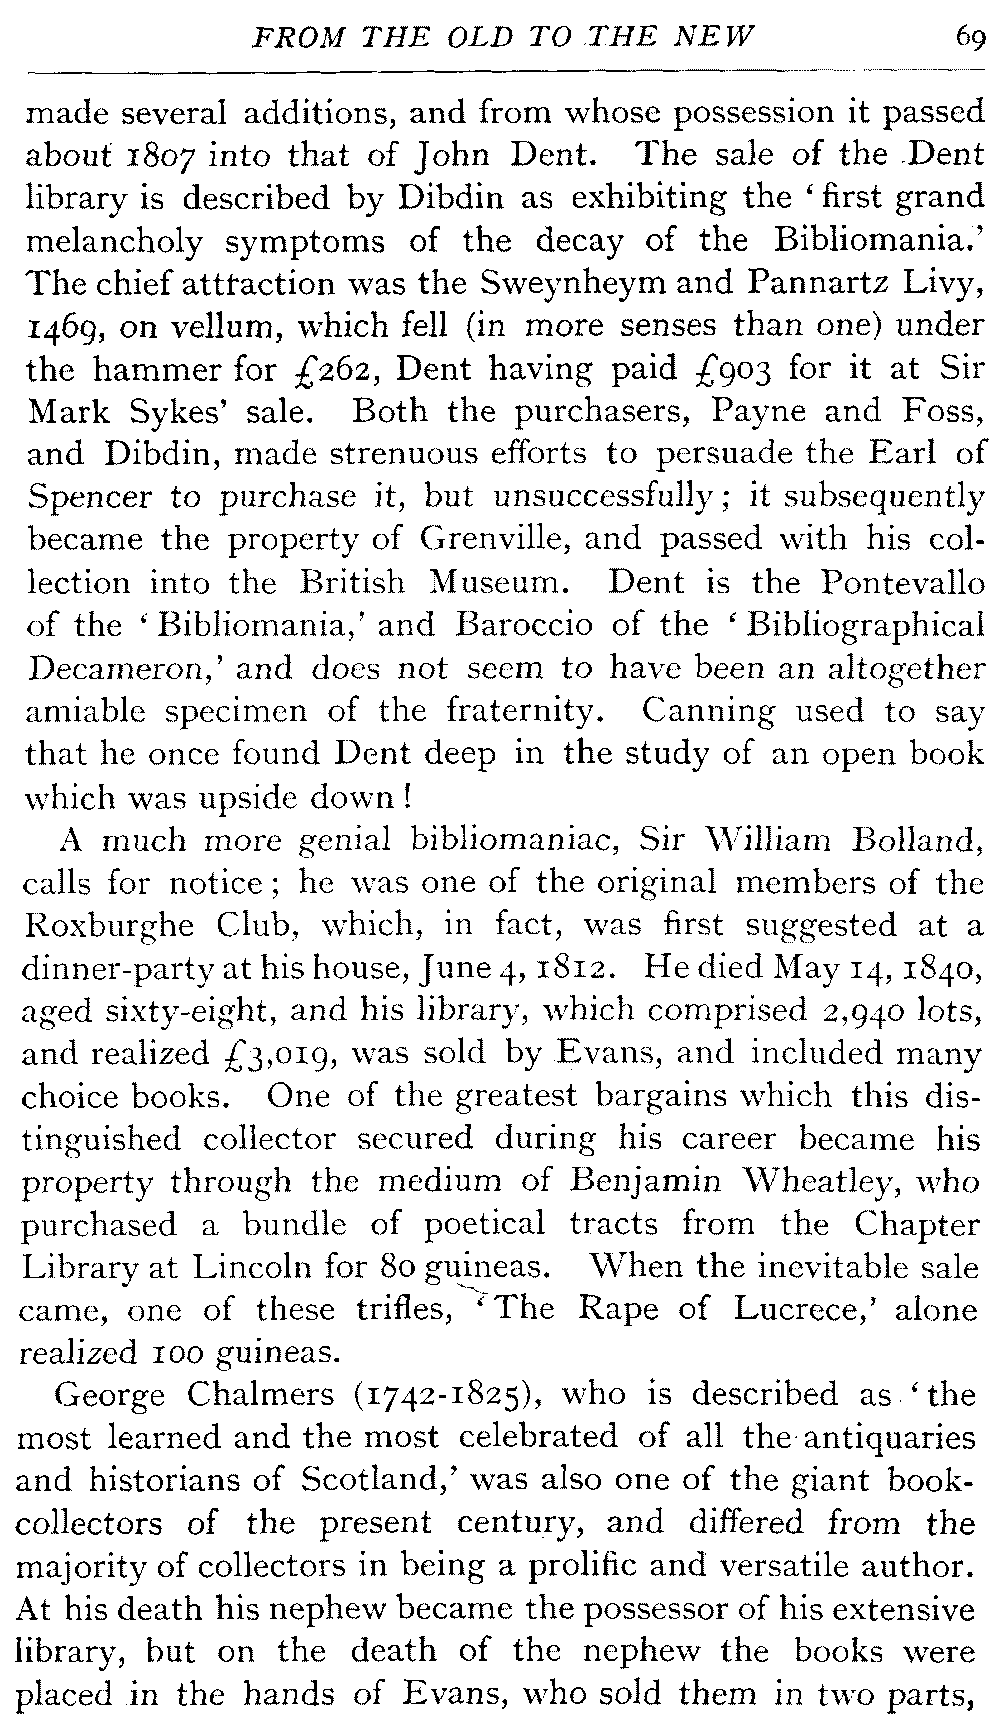 FROM THE OLD TO THE NEW 69
made several additions, and from whose possession it passed
about 1807 into that of John Dent. The sale of the Dent
library is described by Dibdin as exhibiting the ‘first grand
melancholy symptoms of the decay of the Bibliomania.’
The chief attraction was the Sweynheym and Pannartz Livy,
1469, on vellum, which fell (in more senses than one) under
the hammer for £262, Dent having paid £903 for it at Sir
Mark Sykes’ sale. Both the purchasers, Payne and Foss,
and Dibdin, made strenuous efforts to persuade the Earl of
Spencer to purchase it, but unsuccessfully; it subsequently
became the property of Grenville, and passed with his col-
lection into the British Museum. Dent is the Pontevallo
of the ‘Bibliomania,’ and Baroccio of the ‘Bibliographical
Decameron,’ and does not seem to have been an altogether
amiable specimen of the fraternity. Canning used to say
that he once found Dent deep in the study of an open book
which was upside down!
A much more genial bibliomaniac, Sir William Bolland,
calls for notice; he was one of the original members of the
Roxburghe Club, which, in fact, was first suggested at a
dinner-party at his house, June 4, 1812. He died May 14, 1840,
aged sixty-eight, and his library, which comprised 2,940 lots,
and realized £3,019, was sold by Evans, and included many
choice books. One of the greatest bargains which this dis-
tinguished collector secured during his career became his
property through the medium of Benjamin Wheatley, who
purchased a bundle of poetical tracts from the Chapter
Library at Lincoln for 80 guineas. When the inevitable sale
came, one of these trifles, ‘The Rape of Lucrece,’ alone
realized 100 guineas.
George Chalmers (1742-1825), who is described as ‘the
most learned and the most celebrated of all the antiquaries
and historians of Scotland,’ was also one of the giant book-
collectors of the present century, and differed from the
majority of collectors in being a prolific and versatile author.
At his death his nephew became the possessor of his extensive
library, but on the death of the nephew the books were
placed in the hands of Evans, who sold them in two parts,